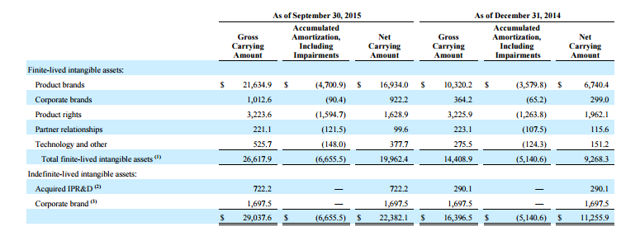 As of September 30, 2015 As of December 31, 2014
Gross Carrying Amount Accumulated Amortization, Including Impairments Net Carrying Amount Gross Carrying Amount Accumulated Amortization, Including Impairments Net Carrying Amount
Finite-lived intangible assets:
Product brands $ 21,634.9 $ (4,700.9) $ 16,934.0 $ 10,320.2 $ (3,579.8) $ 6,740.4
Corporate brands 1,012.6 (90.4) 922.2 364.2 (65.2) 299.0
Product rights 3,223.6 (1,594.7) 1,628.9 3,225.9 (1,263.8) 1,962.1
Partner relationships 221.1 (121.5) 99.6 223.1 (107.5) 115.6
Technology and other 525.7 (148.0) 377.7 275.5 (124.3) 151.2
Total finite-lived intangible assets (1) 26,617.9 (6,655.5) 19,962.4 14,408.9 (5,140.6) 9,268.3
Indefinite-lived intangible assets:
Acquired IPR&D (2) 722.2 — 722.2 290.1 — 290.1
Corporate brand (3) 1,697.5 — 1,697.5 1,697.5 — 1,697.5
$ 29,037.6 $ (6,655.5) $ 22,382.1 $ 16,396.5 $ (5,140.6) $ 11,255.9